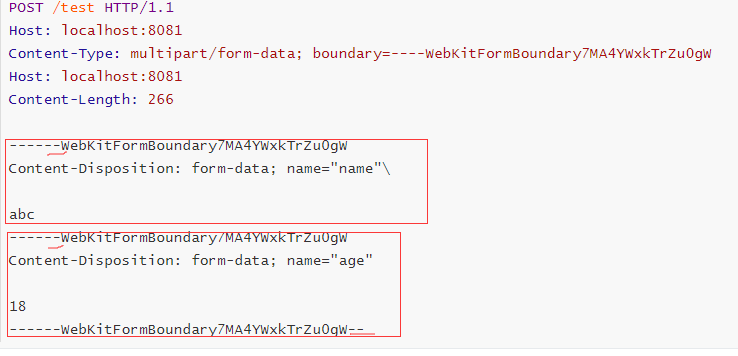 POST /test HTTP/1.1
Host: localhost:8081
Content-Type: multipart/form-data; boundary=----WebKitFormBoundary7MA4YWxkTrZu0gW
Host: localhost:8081
Content-Length: 266
------WebKitFormBoundary7MA4YWxkTrZu0gW
Content-Disposition: form-data; name="name"\
abc
------WebKitFormBoundary7MA4YWxkTrZu0gW
Content-Disposition: form-data; name="age"
18
------WebKitFormBoundary7MA4YWxkTrZu0gW--